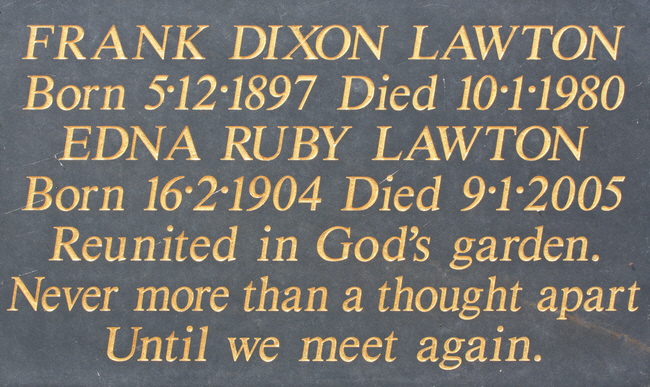 FRANK DIXON LAWTON
Born 5·12·1897 Died 10·1·1980
EDNA RUBY LAWTON
Born 16·2·1904 Died 9·1·2005
Reunited in God's garden.
Never more than a thought apart
Until we meet again.